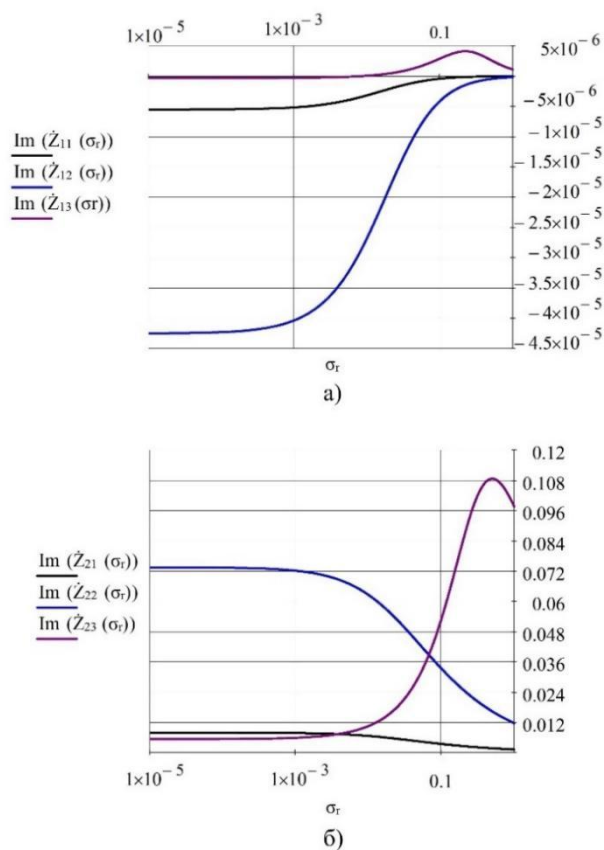 1×10⁻⁵ 1×10⁻³ 0.1
5×10⁻⁶
−5×10⁻⁶
−1×10⁻⁵
−1.5×10⁻⁵
−2×10⁻⁵
−2.5×10⁻⁵
−3.5×10⁻⁵
−4×10⁻⁵
−4.5×10⁻⁵
Im (Ż₁₁ (σᵣ))
Im (Ż₁₂ (σᵣ))
Im (Ż₁₃ (σr))
σᵣ
а)
0.12
0.108
0.096
0.084
0.072
0.06
0.048
0.036
0.024
0.012
Im (Ż₂₁ (σᵣ))
Im (Ż₂₂ (σᵣ))
Im (Ż₂₃ (σᵣ))
1×10⁻⁵ 1×10⁻³ 0.1
σᵣ
б)